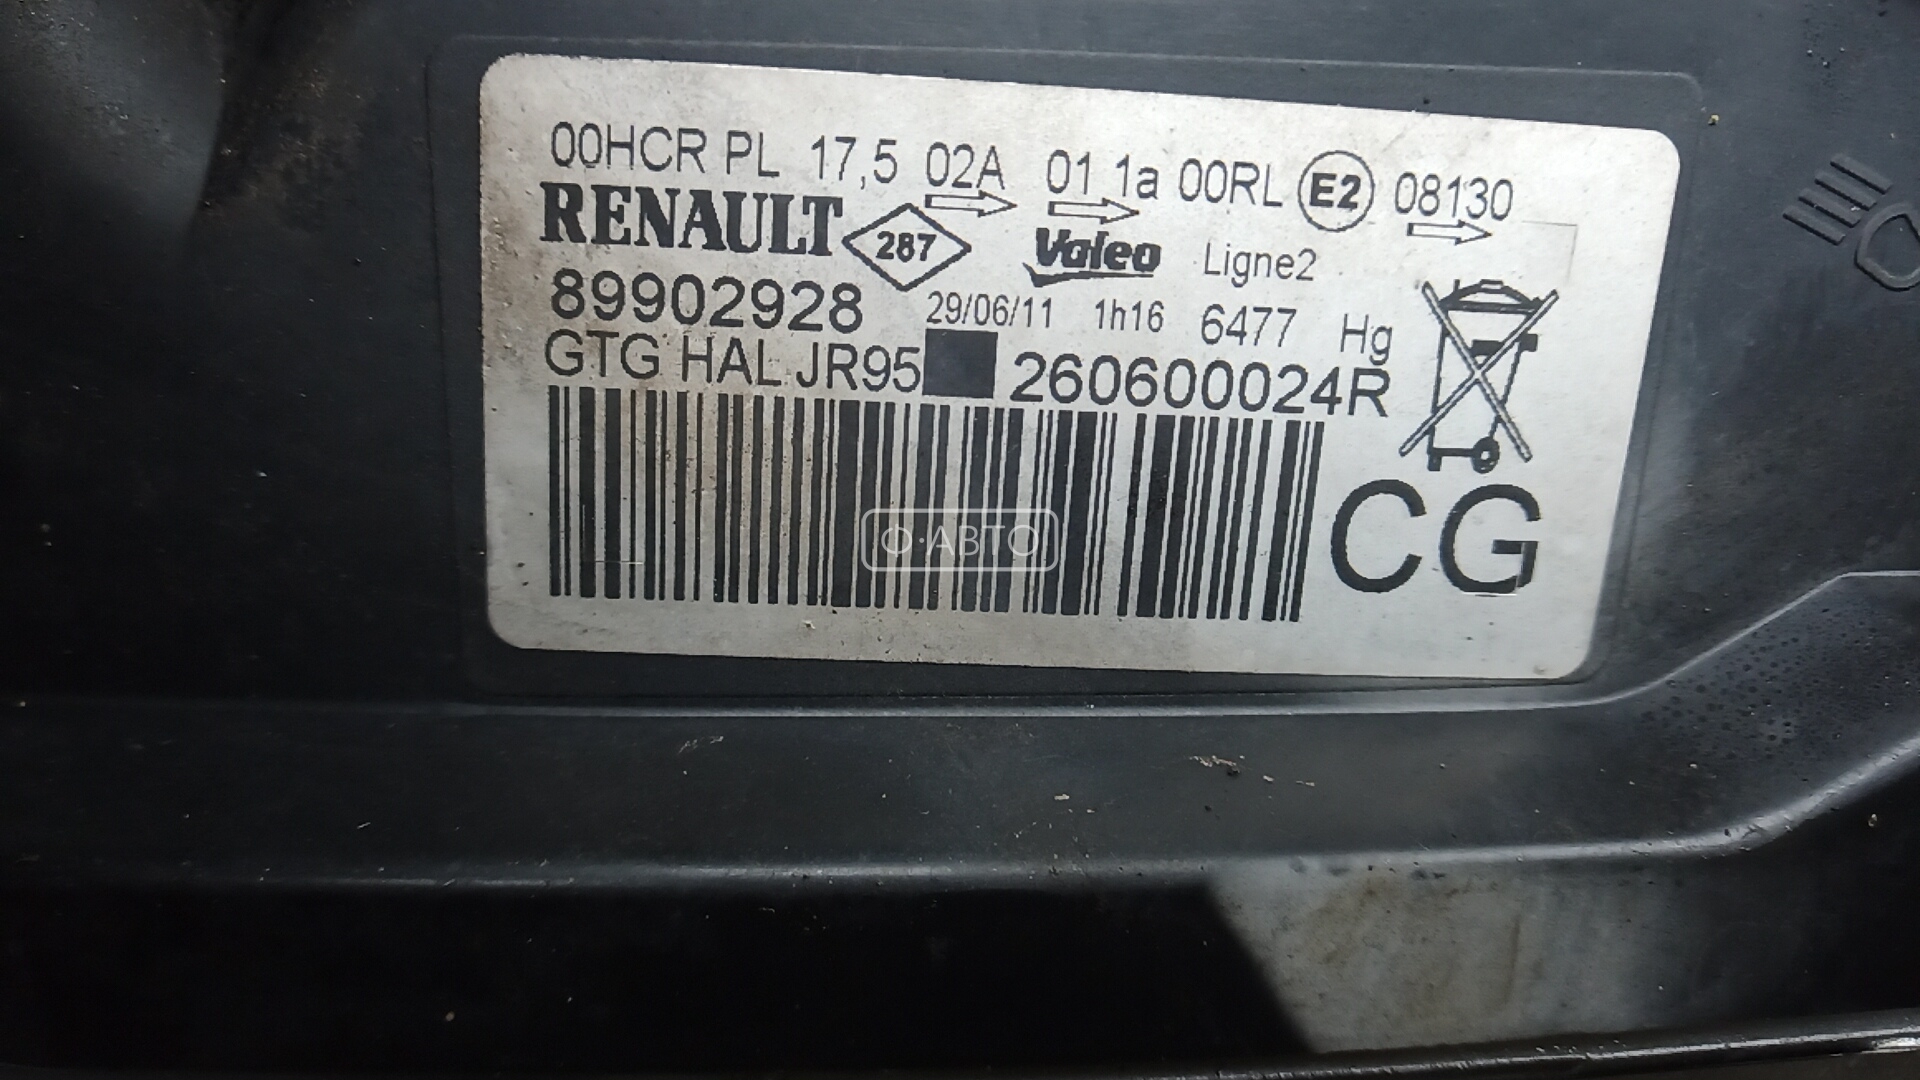 00HCR PL 17,5 02A 01 1a 00RL E2 08130
RENAULT 287 Valeo Ligne2
89902928 29/06/11 1h16 6477 Hg
GTG HAL JR95 260600024R
CG
Ф·АВТО